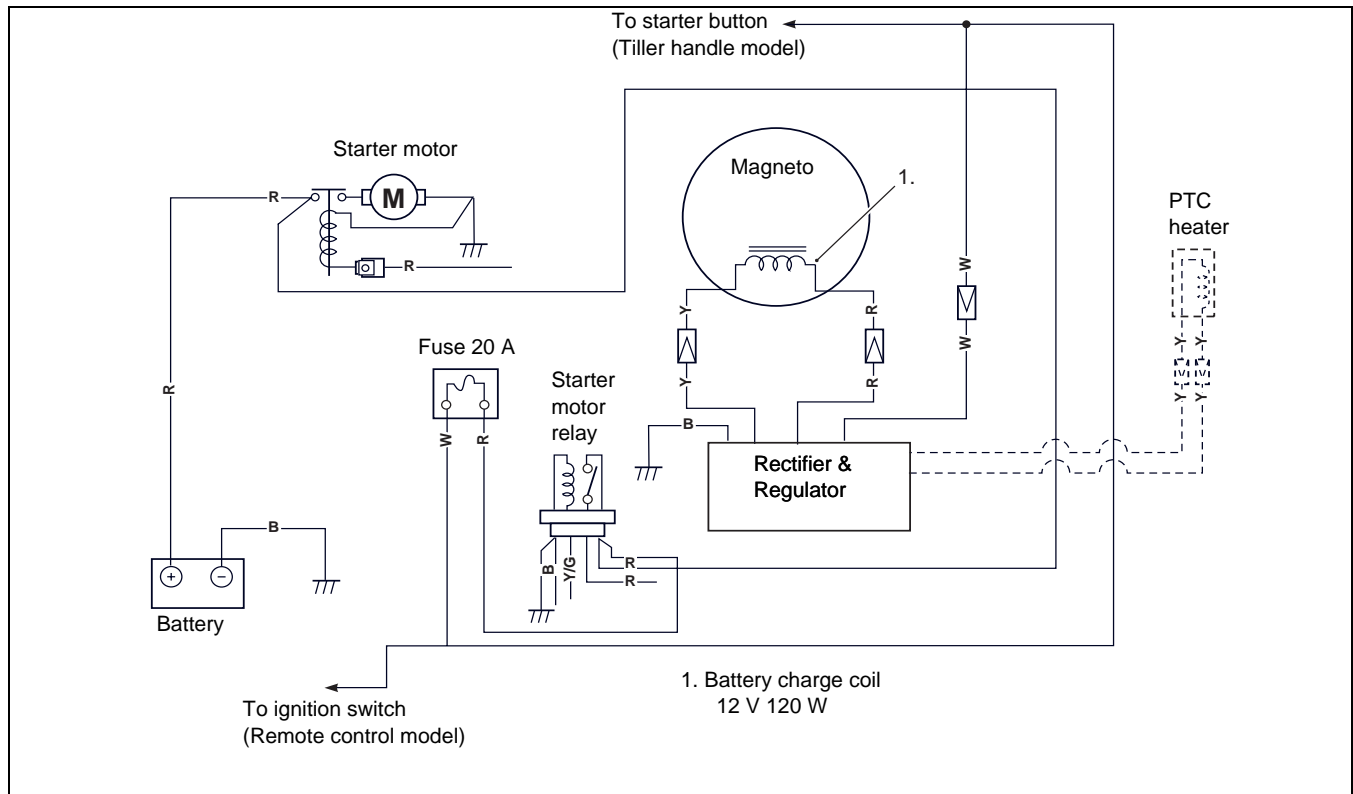 To starter button
(Tiller handle model)
Starter motor
M
R
R
Magneto
1.
PTC
heater
Y
R
W
W
Y
R
Y
Y
Y
Y
Fuse 20 A
W
R
Starter
motor
relay
B
Rectifier &
Regulator
R
B
B
Y/G
R
R
+
−
Battery
1. Battery charge coil
12 V 120 W
To ignition switch
(Remote control model)